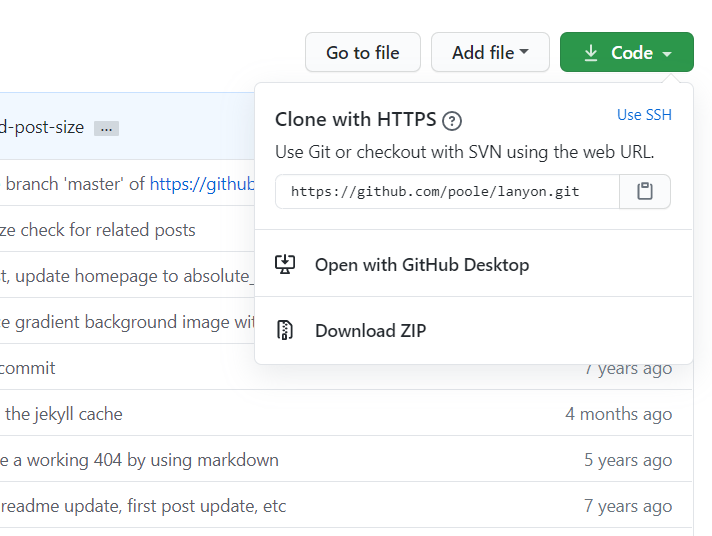 Go to file Add file Code
d-post-size ...
Clone with HTTPS ? Use SSH
Use Git or checkout with SVN using the web URL.
https://github.com/poole/lanyon.git
Open with GitHub Desktop
Download ZIP
branch 'master' of https://github
ze check for related posts
t, update homepage to absolute_
e gradient background image wit
commit 7 years ago
the jekyll cache 4 months ago
e a working 404 by using markdown 5 years ago
readme update, first post update, etc 7 years ago